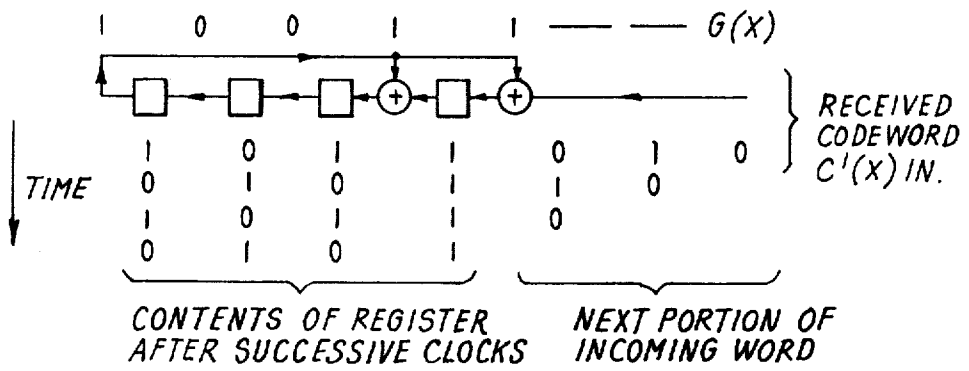 1 0 0 1 1 — — G(X)
+ +
RECEIVED
CODEWORD
C'(X) IN.
1 0 1 1 0 1 0
TIME
0 1 0 1 1 0
1 0 1 1 0
0 1 0 1
CONTENTS OF REGISTER
AFTER SUCCESSIVE CLOCKS
NEXT PORTION OF
INCOMING WORD